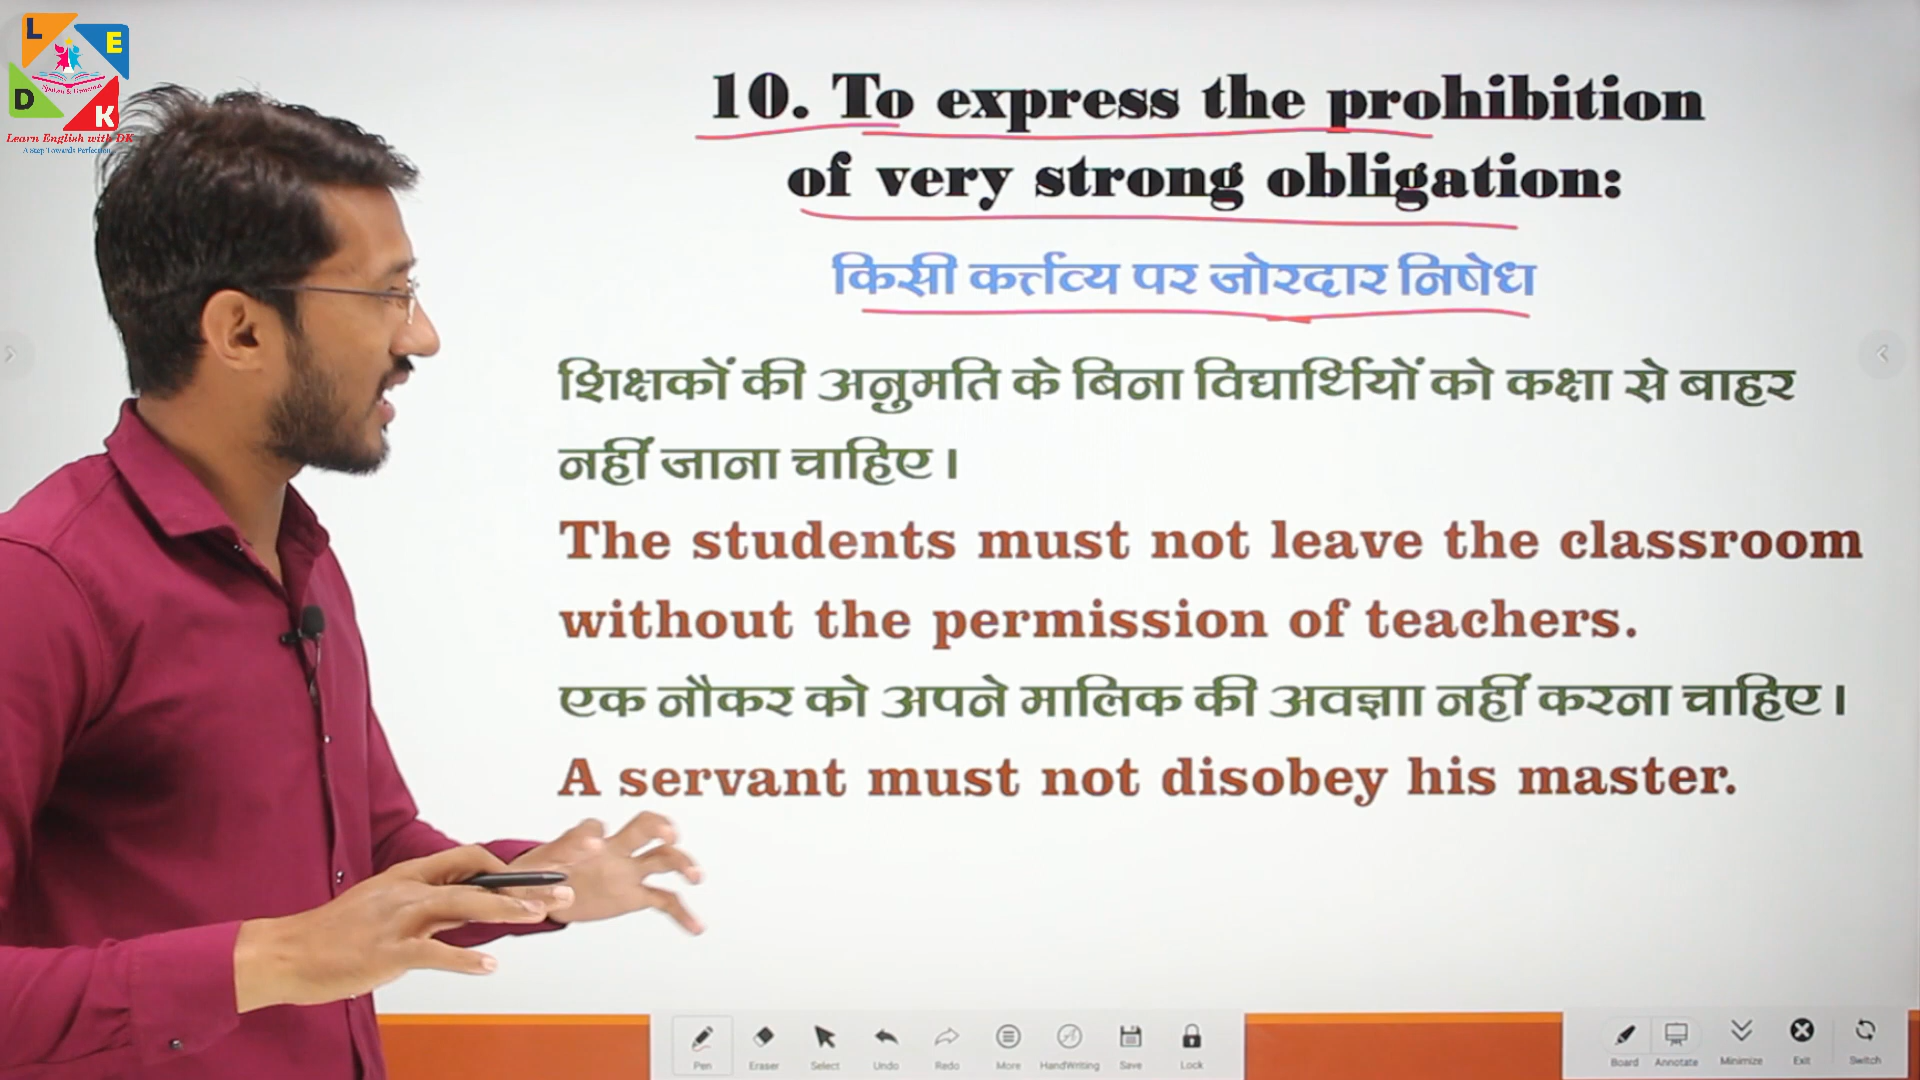 L
E
D
K
Learn English with DK
A Step Towards Perfection
10. To express the prohibition
of very strong obligation:
किसी कर्त्तव्य पर जोरदार निषेध
शिक्षकों की अनुमति के बिना विद्यार्थियों को कक्षा से बाहर
नहीं जाना चाहिए।
The students must not leave the classroom
without the permission of teachers.
एक नौकर को अपने मालिक की अवज्ञाा नहीं करना चाहिए।
A servant must not disobey his master.
Pen Eraser Select Undo Redo More HandWriting Save Lock
Board Annotate Minimize Exit Switch